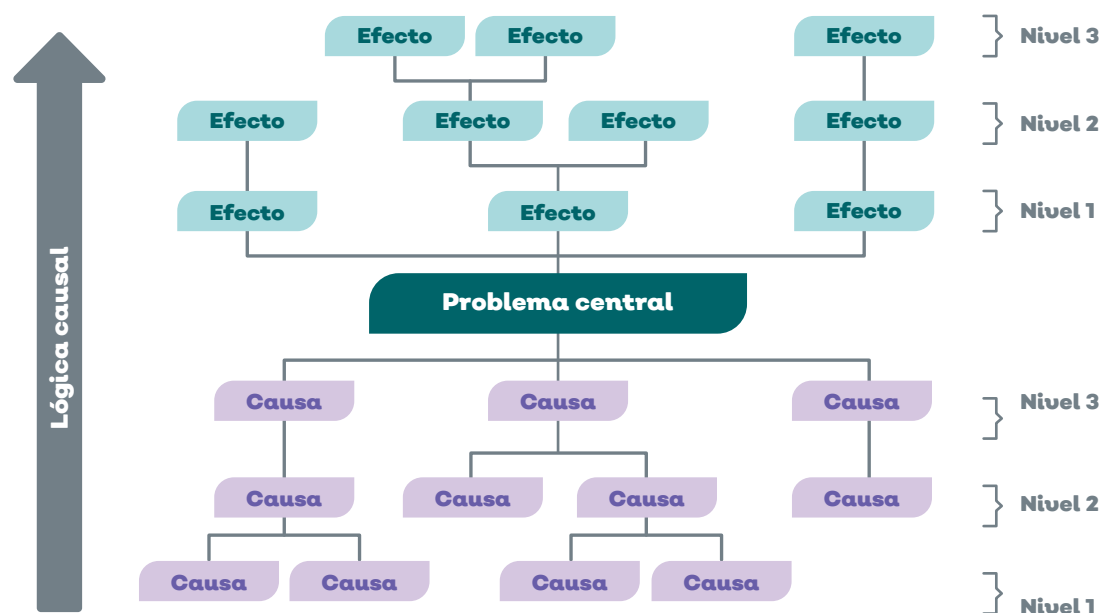 Efecto Efecto Efecto Nivel 3
Efecto Efecto Efecto Efecto Nivel 2
Efecto Efecto Efecto Nivel 1
Lógica causal
Problema central
Causa Causa Causa Nivel 3
Causa Causa Causa Causa Nivel 2
Causa Causa Causa Causa Nivel 1